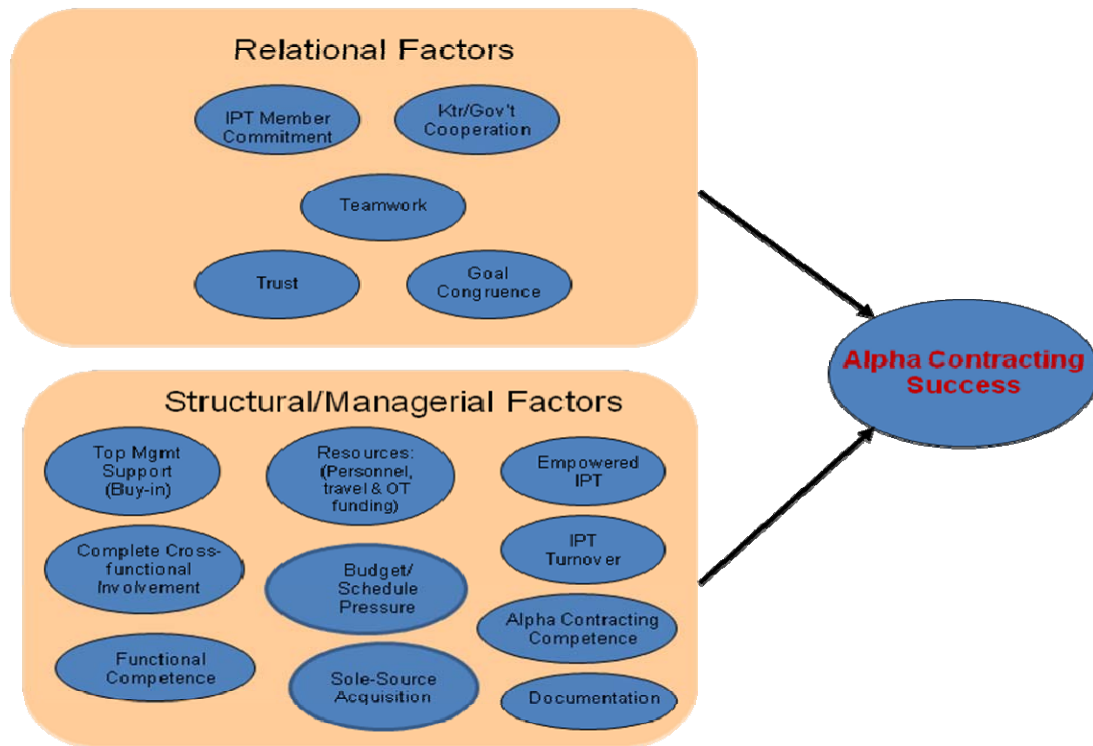 Relational Factors
IPT Member
Commitment
Ktr/Gov't
Cooperation
Teamwork
Trust
Goal
Congruence
Alpha Contracting
Success
Structural/Managerial Factors
Top Mgmt
Support
(Buy-in)
Resources:
(Personnel,
travel & OT
funding)
Empowered
IPT
Complete Cross-
functional
Involvement
Budget/
Schedule
Pressure
IPT
Turnover
Alpha Contracting
Competence
Functional
Competence
Sole-Source
Acquisition
Documentation